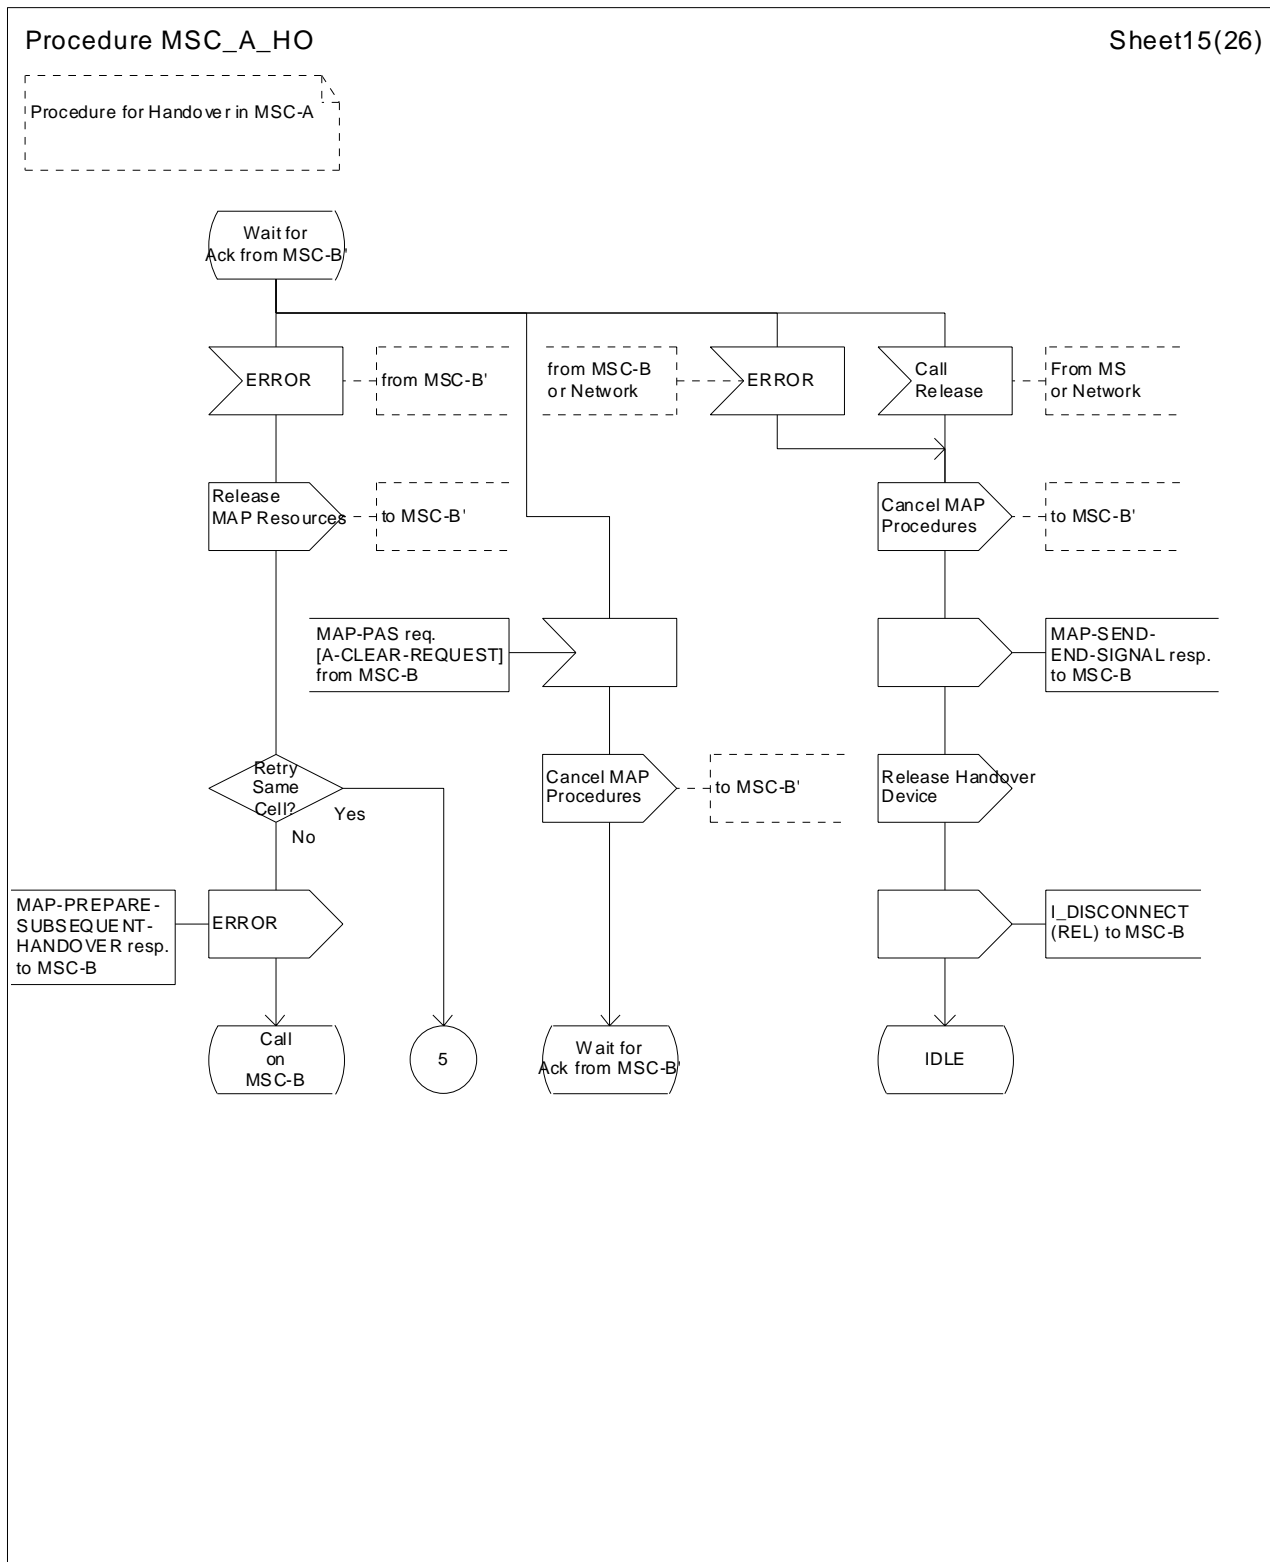 Procedure MSC_A_HO
Sheet15(26)
Procedure for Handover in MSC-A
Wait for
Ack from MSC-B'
ERROR
from MSC-B'
from MSC-B
or Network
ERROR
Call
Release
From MS
or Network
Release
MAP Resources
to MSC-B'
Cancel MAP
Procedures
to MSC-B'
MAP-PAS req.
[A-CLEAR-REQUEST]
from MSC-B
MAP-SEND-
END-SIGNAL resp.
to MSC-B
Retry
Same
Cell?
Yes
No
Cancel MAP
Procedures
to MSC-B'
Release Handover
Device
MAP-PREPARE-
SUBSEQUENT-
HANDOVER resp.
to MSC-B
ERROR
I_DISCONNECT
(REL) to MSC-B
Call
on
MSC-B
5
Wait for
Ack from MSC-B'
IDLE